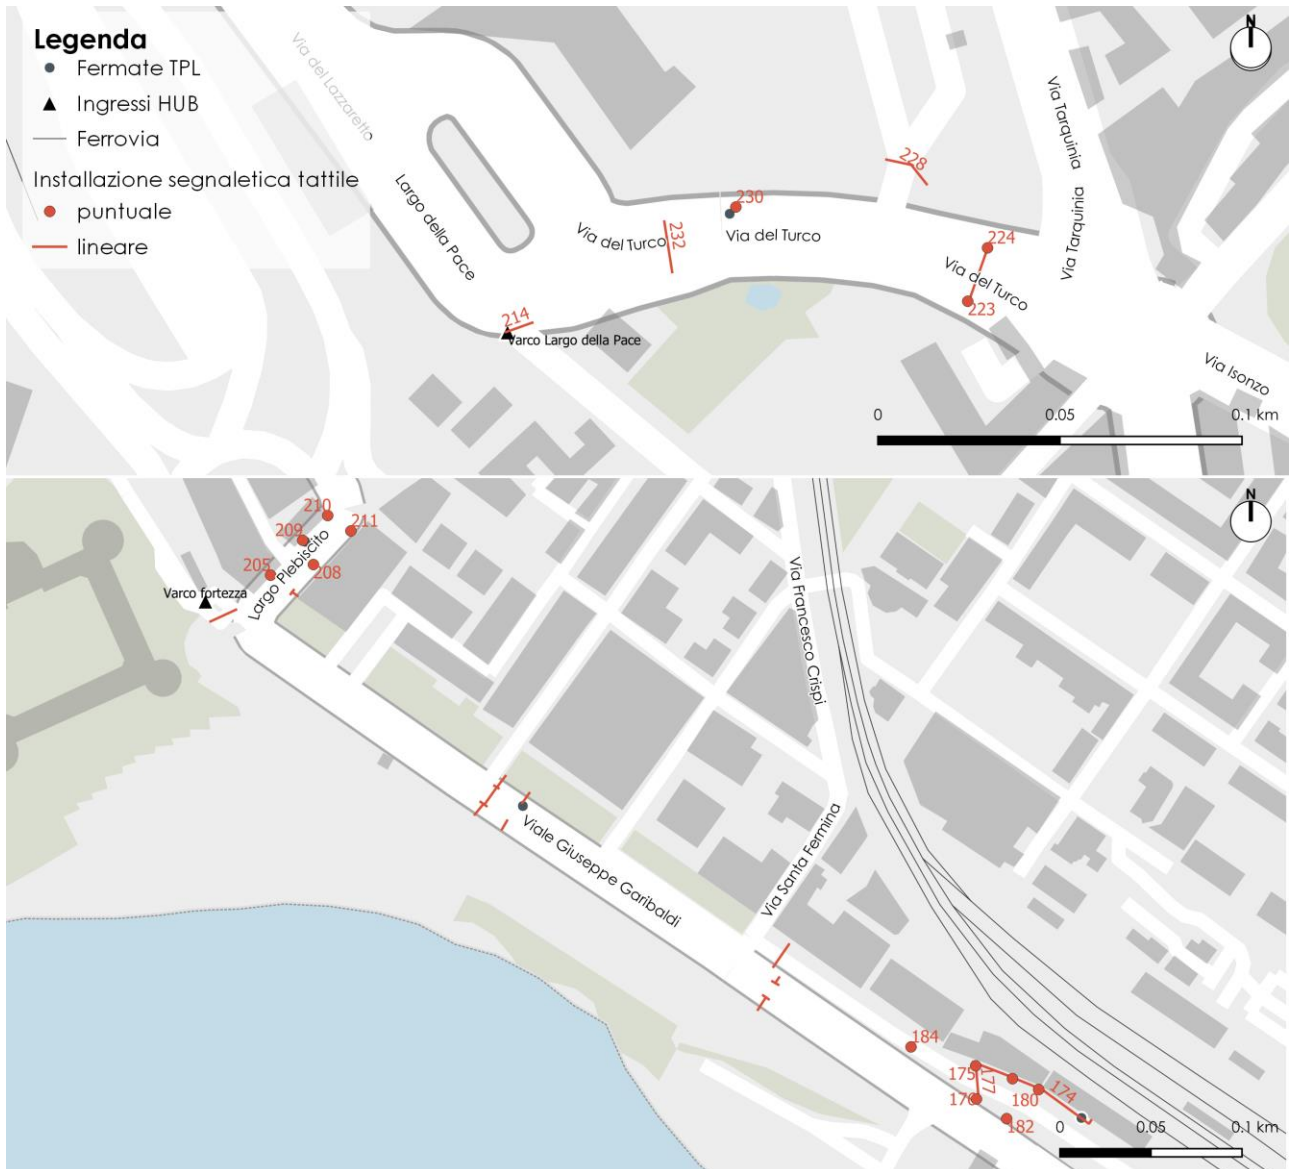 Legenda
Fermate TPL
Ingressi HUB
Ferrovia
Installazione segnaletica tattile
puntuale
lineare
Via del Lazzaretto
Largo della Pace
Via del Turco
232
230
Via del Turco
228
224
Via del Turco
223
Via Tarquinia
Via Tarquinia
Via Isonzo
214
Varco Largo della Pace
N
0 0.05 0.1 km
N
210
211
209
208
205
Largo Plebiscito
Varco fortezza
Via Francesco Crispi
Viale Giuseppe Garibaldi
Via Santa Fermina
184
175
177
174
180
176
182
0 0.05 0.1 km